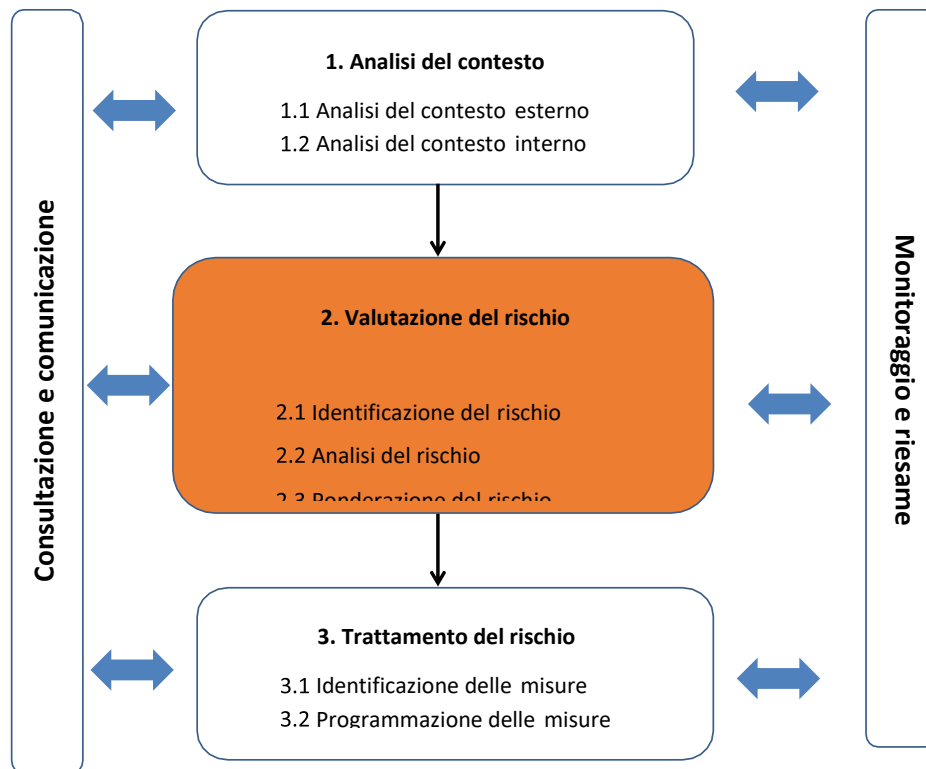 Consultazione e comunicazione
1. Analisi del contesto
1.1 Analisi del contesto esterno
1.2 Analisi del contesto interno
2. Valutazione del rischio
2.1 Identificazione del rischio
2.2 Analisi del rischio
2.3 Ponderazione del rischio
3. Trattamento del rischio
3.1 Identificazione delle misure
3.2 Programmazione delle misure
Monitoraggio e riesame